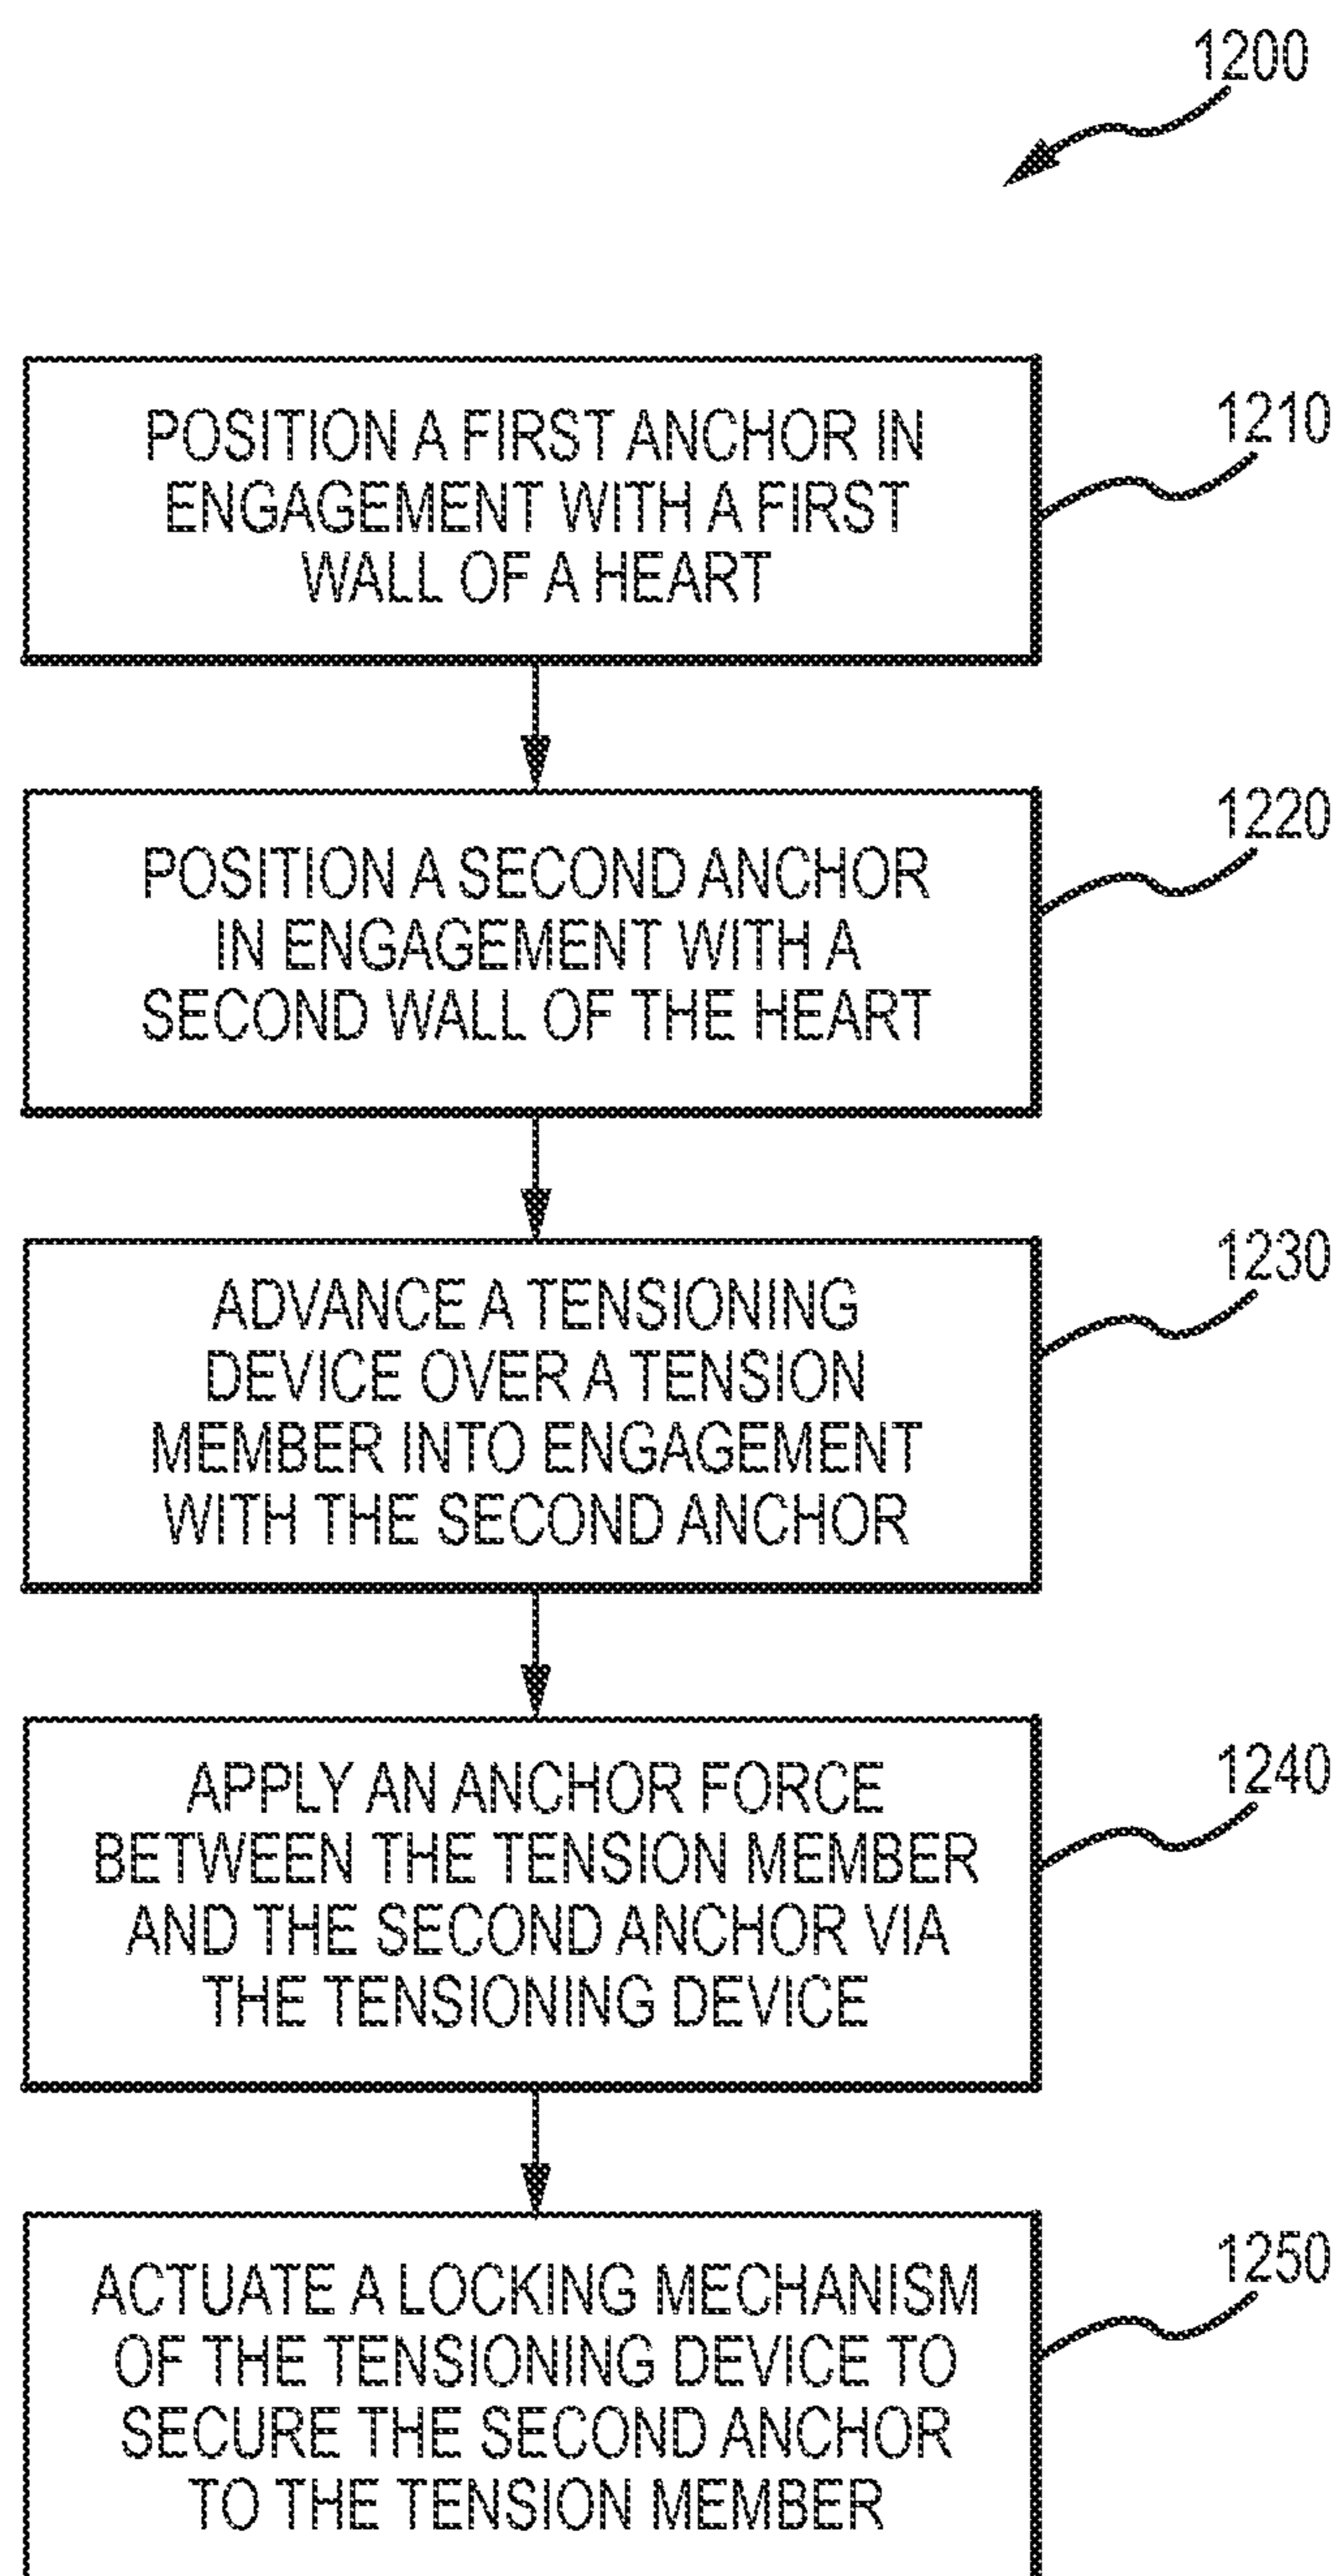 1200
POSITION A FIRST ANCHOR IN
ENGAGEMENT WITH A FIRST
WALL OF A HEART
1210
POSITION A SECOND ANCHOR
IN ENGAGEMENT WITH A
SECOND WALL OF THE HEART
1220
ADVANCE A TENSIONING
DEVICE OVER A TENSION
MEMBER INTO ENGAGEMENT
WITH THE SECOND ANCHOR
1230
APPLY AN ANCHOR FORCE
BETWEEN THE TENSION MEMBER
AND THE SECOND ANCHOR VIA
THE TENSIONING DEVICE
1240
ACTUATE A LOCKING MECHANISM
OF THE TENSIONING DEVICE TO
SECURE THE SECOND ANCHOR
TO THE TENSION MEMBER
1250